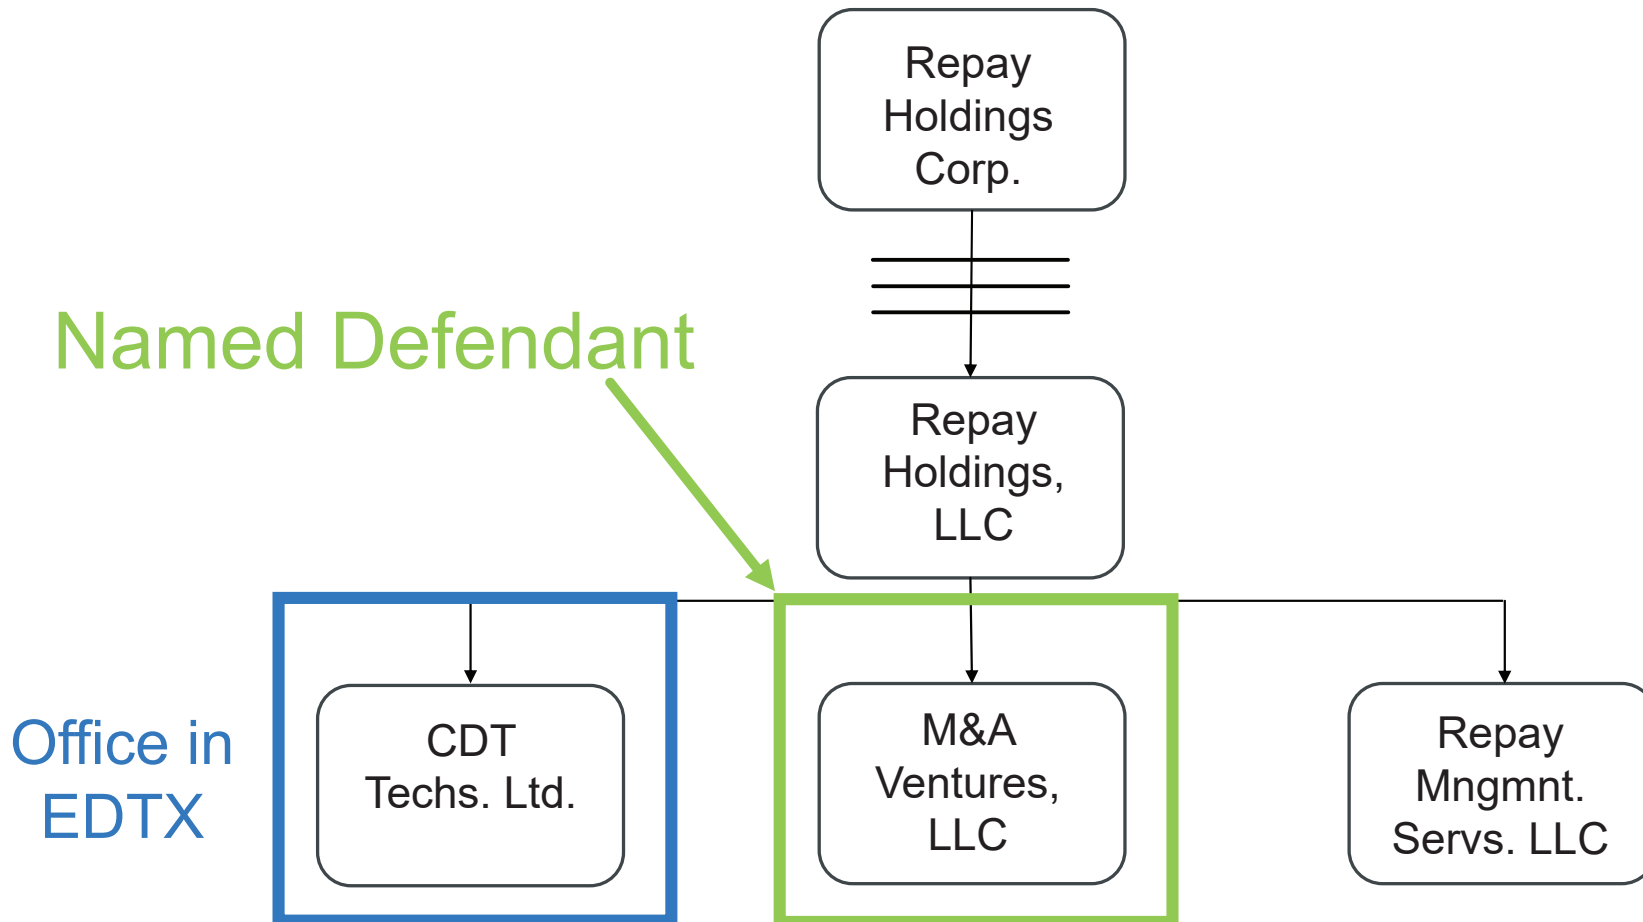 Repay
Holdings
Corp.
Named Defendant
Repay
Holdings,
LLC
Office in
EDTX
CDT
Techs. Ltd.
M&A
Ventures,
LLC
Repay
Mngmnt.
Servs. LLC